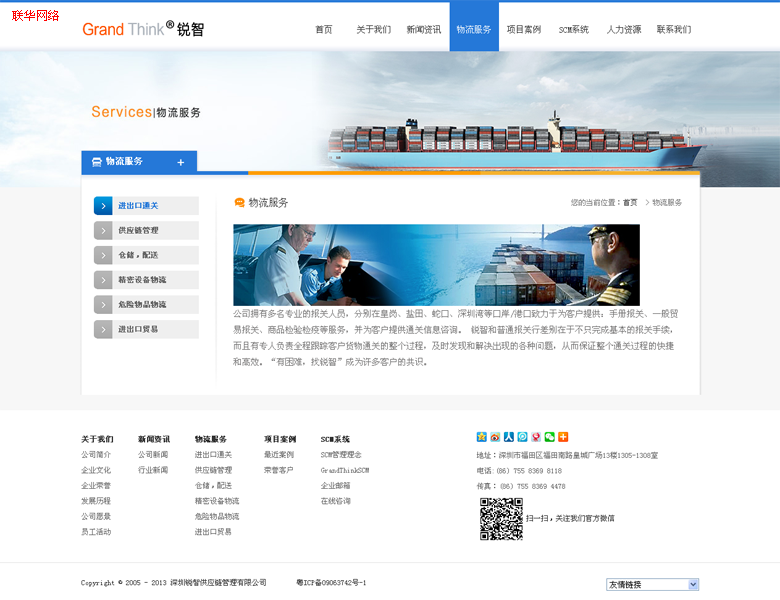 联华网络
Grand Think® 锐智
首页 关于我们 新闻资讯 物流服务 项目案例 SCM系统 人力资源 联系我们
Services|物流服务
物流服务 +
进出口通关
供应链管理
仓储，配送
精密设备物流
危险物品物流
进出口贸易
物流服务
您的当前位置：首页 > 物流服务
公司拥有多名专业的报关人员，分别在皇岗、盐田、蛇口、深圳湾等口岸/港口致力于为客户提供：手册报关、一般贸
易报关、商品检验检疫等服务，并为客户提供通关信息咨询。 锐智和普通报关行差别在于不只完成基本的报关手续，
而且有专人负责全程跟踪客户货物通关的整个过程，及时发现和解决出现的各种问题，从而保证整个通关过程的快捷
和高效。“有困难，找锐智”成为许多客户的共识。
关于我们 新闻资讯 物流服务 项目案例 SCM系统
公司简介 公司新闻 进出口通关 最近案例 SCM管理理念
企业文化 行业新闻 供应链管理 荣誉客户 GrandThinkSCM
企业荣誉 仓储，配送 企业邮箱
发展历程 精密设备物流 在线咨询
公司愿景 危险物品物流
员工活动 进出口贸易
地址：深圳市福田区福田南路皇城广场13楼1305-1308室
电话：(86) 755 8369 8118
传真：(86) 755 8369 4478
扫一扫，关注我们官方微信
Copyright © 2005 - 2013 深圳锐智供应链管理有限公司 粤ICP备09063742号-1
友情链接